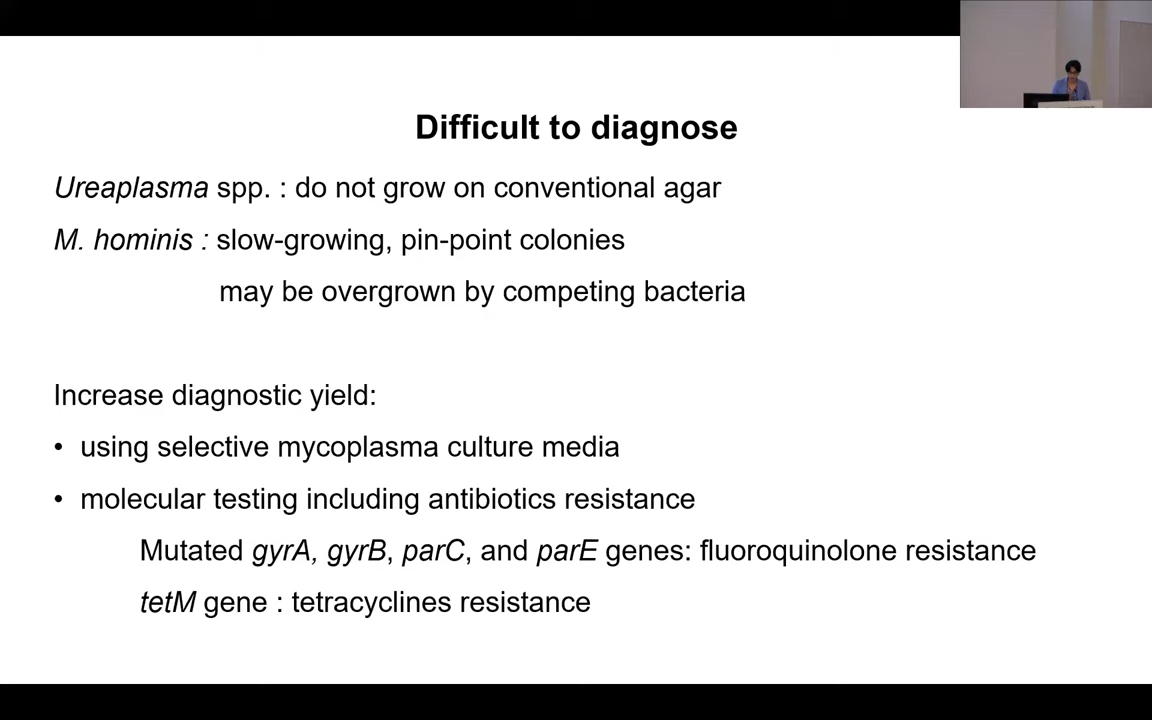 Difficult to diagnose
Ureaplasma spp. : do not grow on conventional agar
M. hominis : slow-growing, pin-point colonies
may be overgrown by competing bacteria
Increase diagnostic yield:
• using selective mycoplasma culture media
• molecular testing including antibiotics resistance
Mutated gyrA, gyrB, parC, and parE genes: fluoroquinolone resistance
tetM gene : tetracyclines resistance